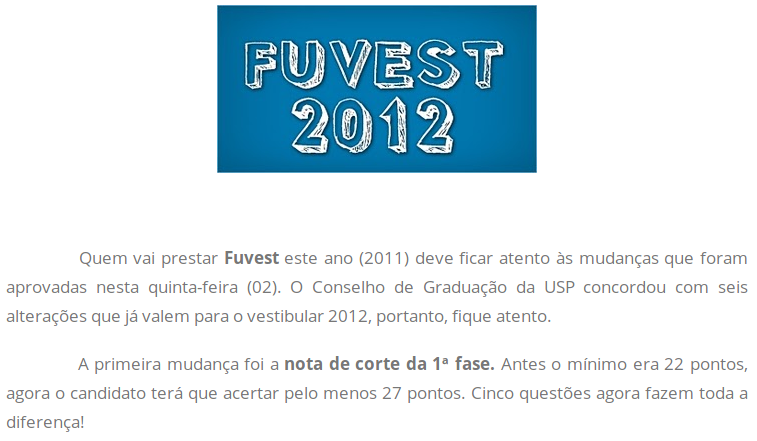 FUVEST
2012
Quem vai prestar Fuvest este ano (2011) deve ficar atento às mudanças que foram
aprovadas nesta quinta-feira (02). O Conselho de Graduação da USP concordou com seis
alterações que já valem para o vestibular 2012, portanto, fique atento.
A primeira mudança foi a nota de corte da 1ª fase. Antes o mínimo era 22 pontos,
agora o candidato terá que acertar pelo menos 27 pontos. Cinco questões agora fazem toda a
diferença!